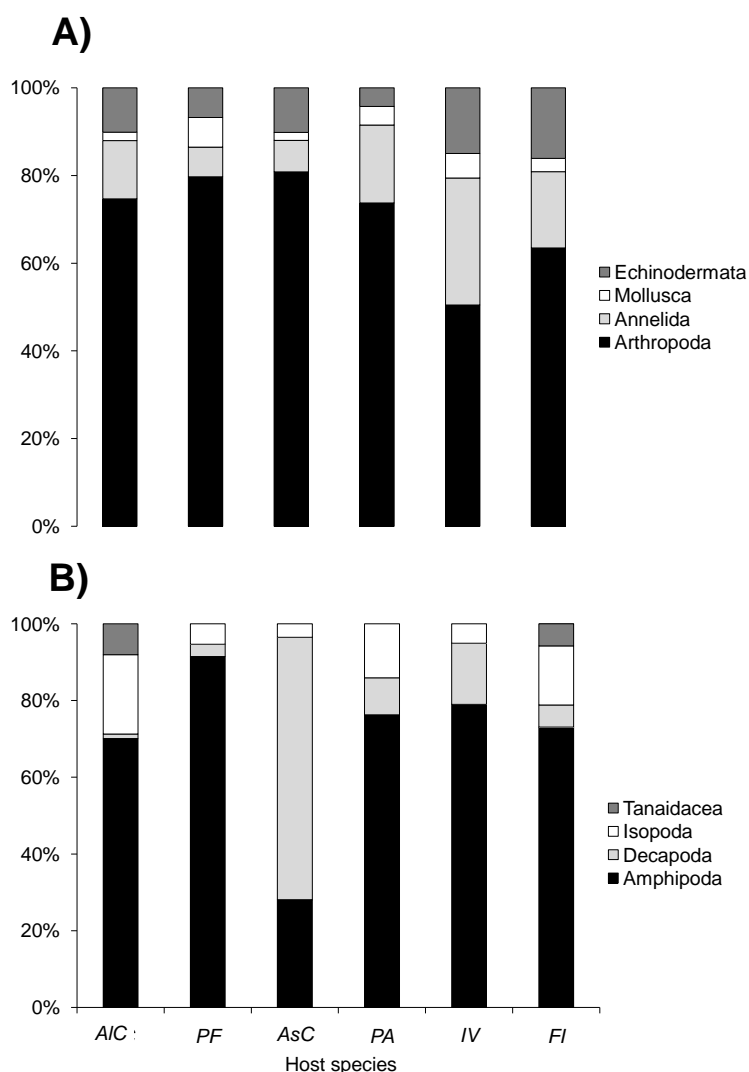 A)
100%
80%
60%
40%
20%
0%
Echinodermata
Mollusca
Annelida
Arthropoda
B)
100%
80%
60%
40%
20%
0%
Tanaidacea
Isopoda
Decapoda
Amphipoda
AlC : PF AsC PA IV FI
Host species